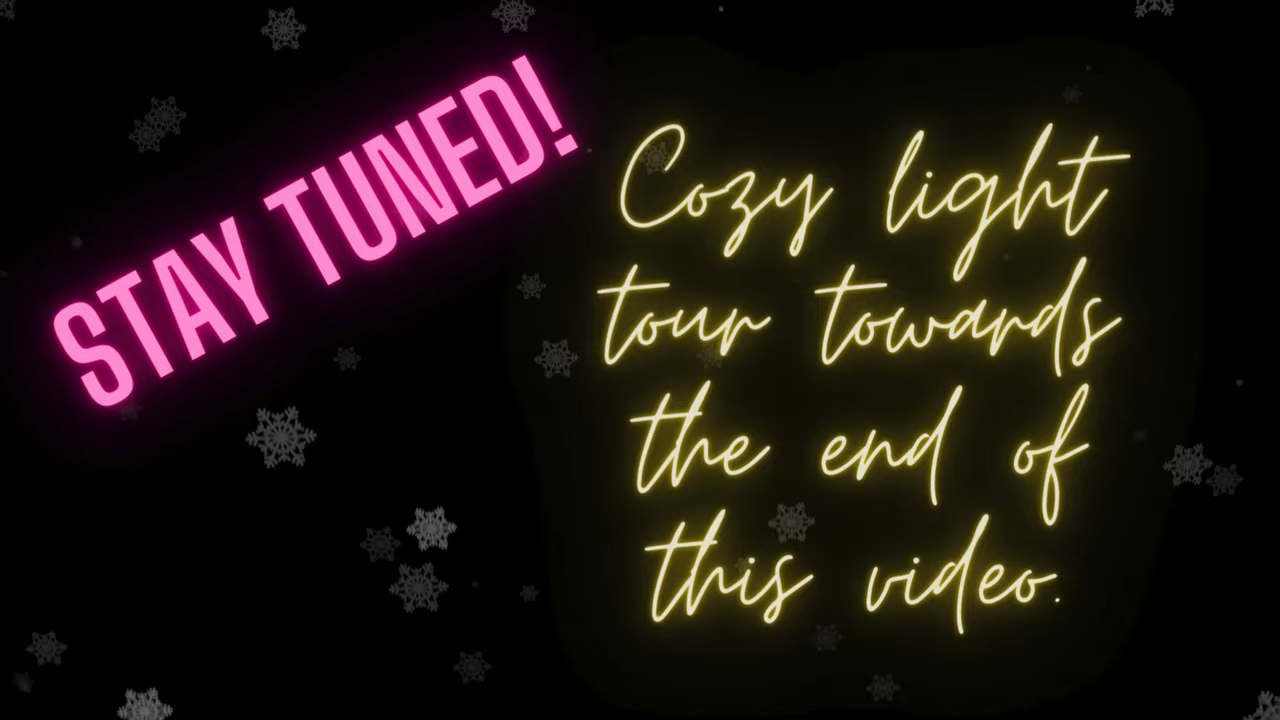 STAY TUNED!
Cozy light
tour towards
the end of
this video.